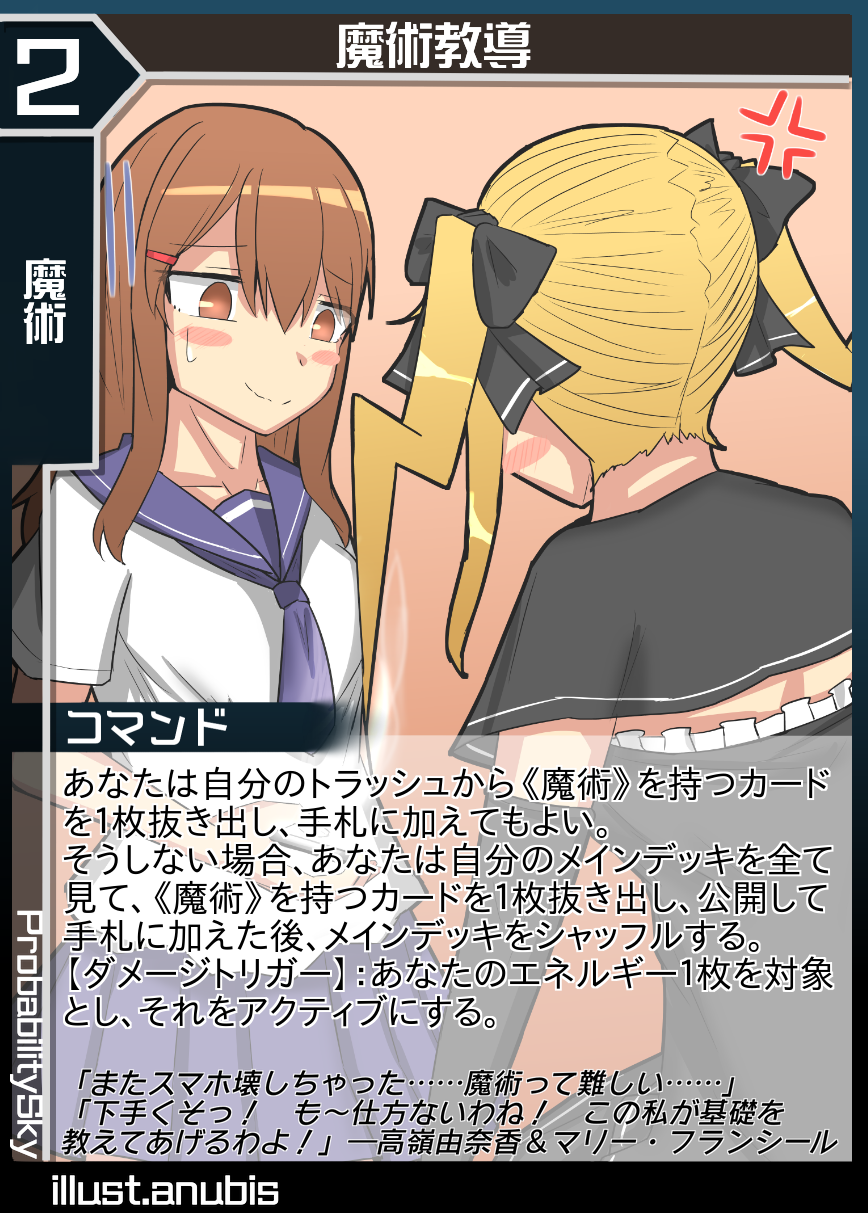 2
魔術教導
魔術
コマンド
あなたは自分のトラッシュから《魔術》を持つカード
を1枚抜き出し、手札に加えてもよい。
そうしない場合、あなたは自分のメインデッキを全て
見て、《魔術》を持つカードを1枚抜き出し、公開して
手札に加えた後、メインデッキをシャッフルする。
【ダメージトリガー】：あなたのエネルギー1枚を対象
とし、それをアクティブにする。
「またスマホ壊しちゃった……魔術って難しい……」
「下手くそっ！　も～仕方ないわね！　この私が基礎を
教えてあげるわよ！」―高嶺由奈香＆マリー・フランシール
ProbabilitySky
illust.anubis